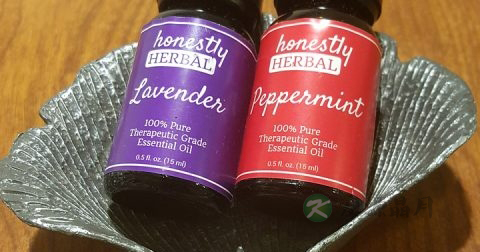 honestly
HERBAL
Lavender
100% Pure
Therapeutic Grade
Essential Oil
0.5 fl. oz. (15 ml)
honestly
HERBAL
Peppermint
100% Pure
Therapeutic Grade
Essential Oil
0.5 fl. oz. (15 ml)